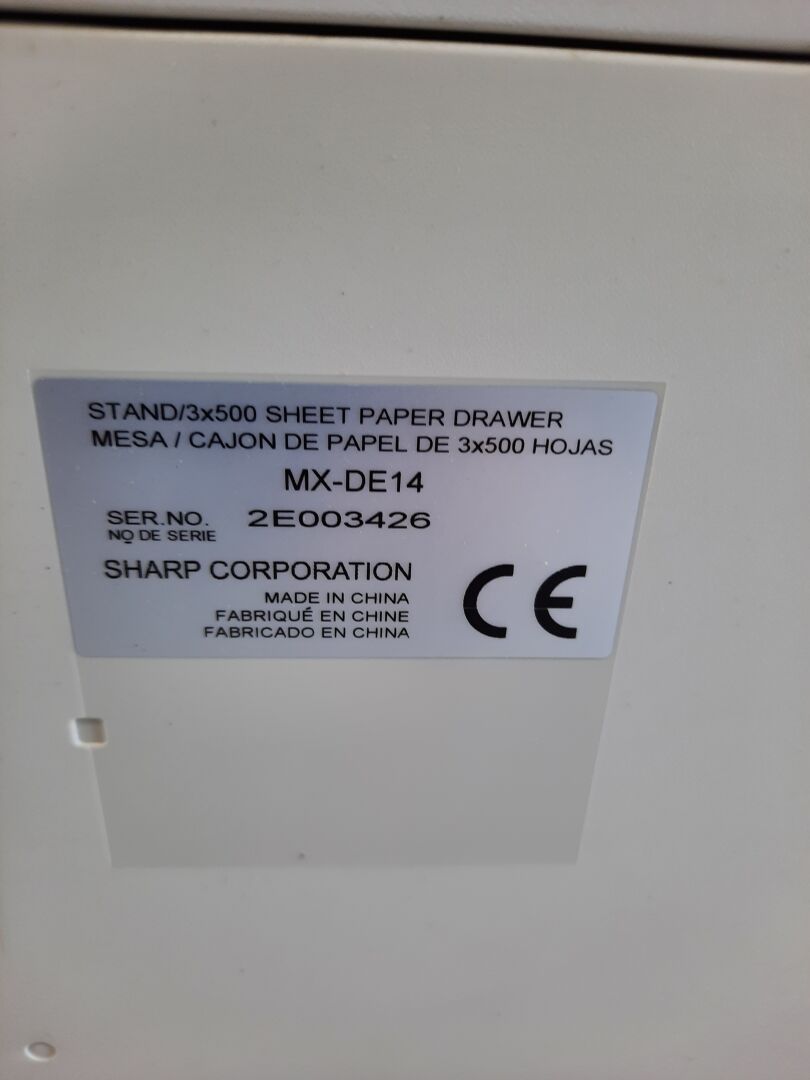 STAND/3x500 SHEET PAPER DRAWER
MESA / CAJON DE PAPEL DE 3x500 HOJAS
MX-DE14
SER.NO. 2E003426
NO DE SERIE
SHARP CORPORATION
MADE IN CHINA
FABRIQUÉ EN CHINE
FABRICADO EN CHINA
CE